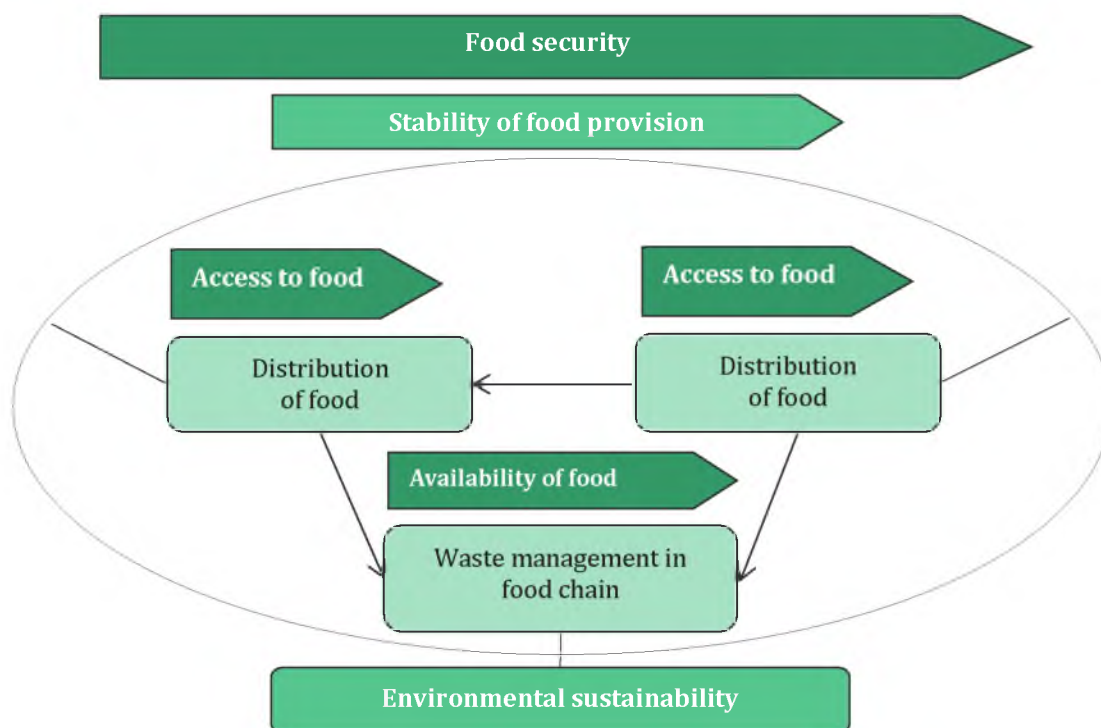 Food security
Stability of food provision
Access to food
Access to food
Distribution
of food
Distribution
of food
Availability of food
Waste management in
food chain
Environmental sustainability